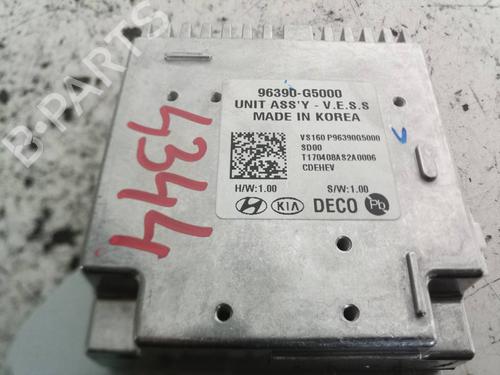 96390-G5000
UNIT ASS'Y - V.E.S.S
MADE IN KOREA
VS160 P96390G5000
SD00
T170408AS2A0006
CDEHEV
H/W:1.00 S/W:1.00
KIA DECO Pb
V
4344
B-PARTS